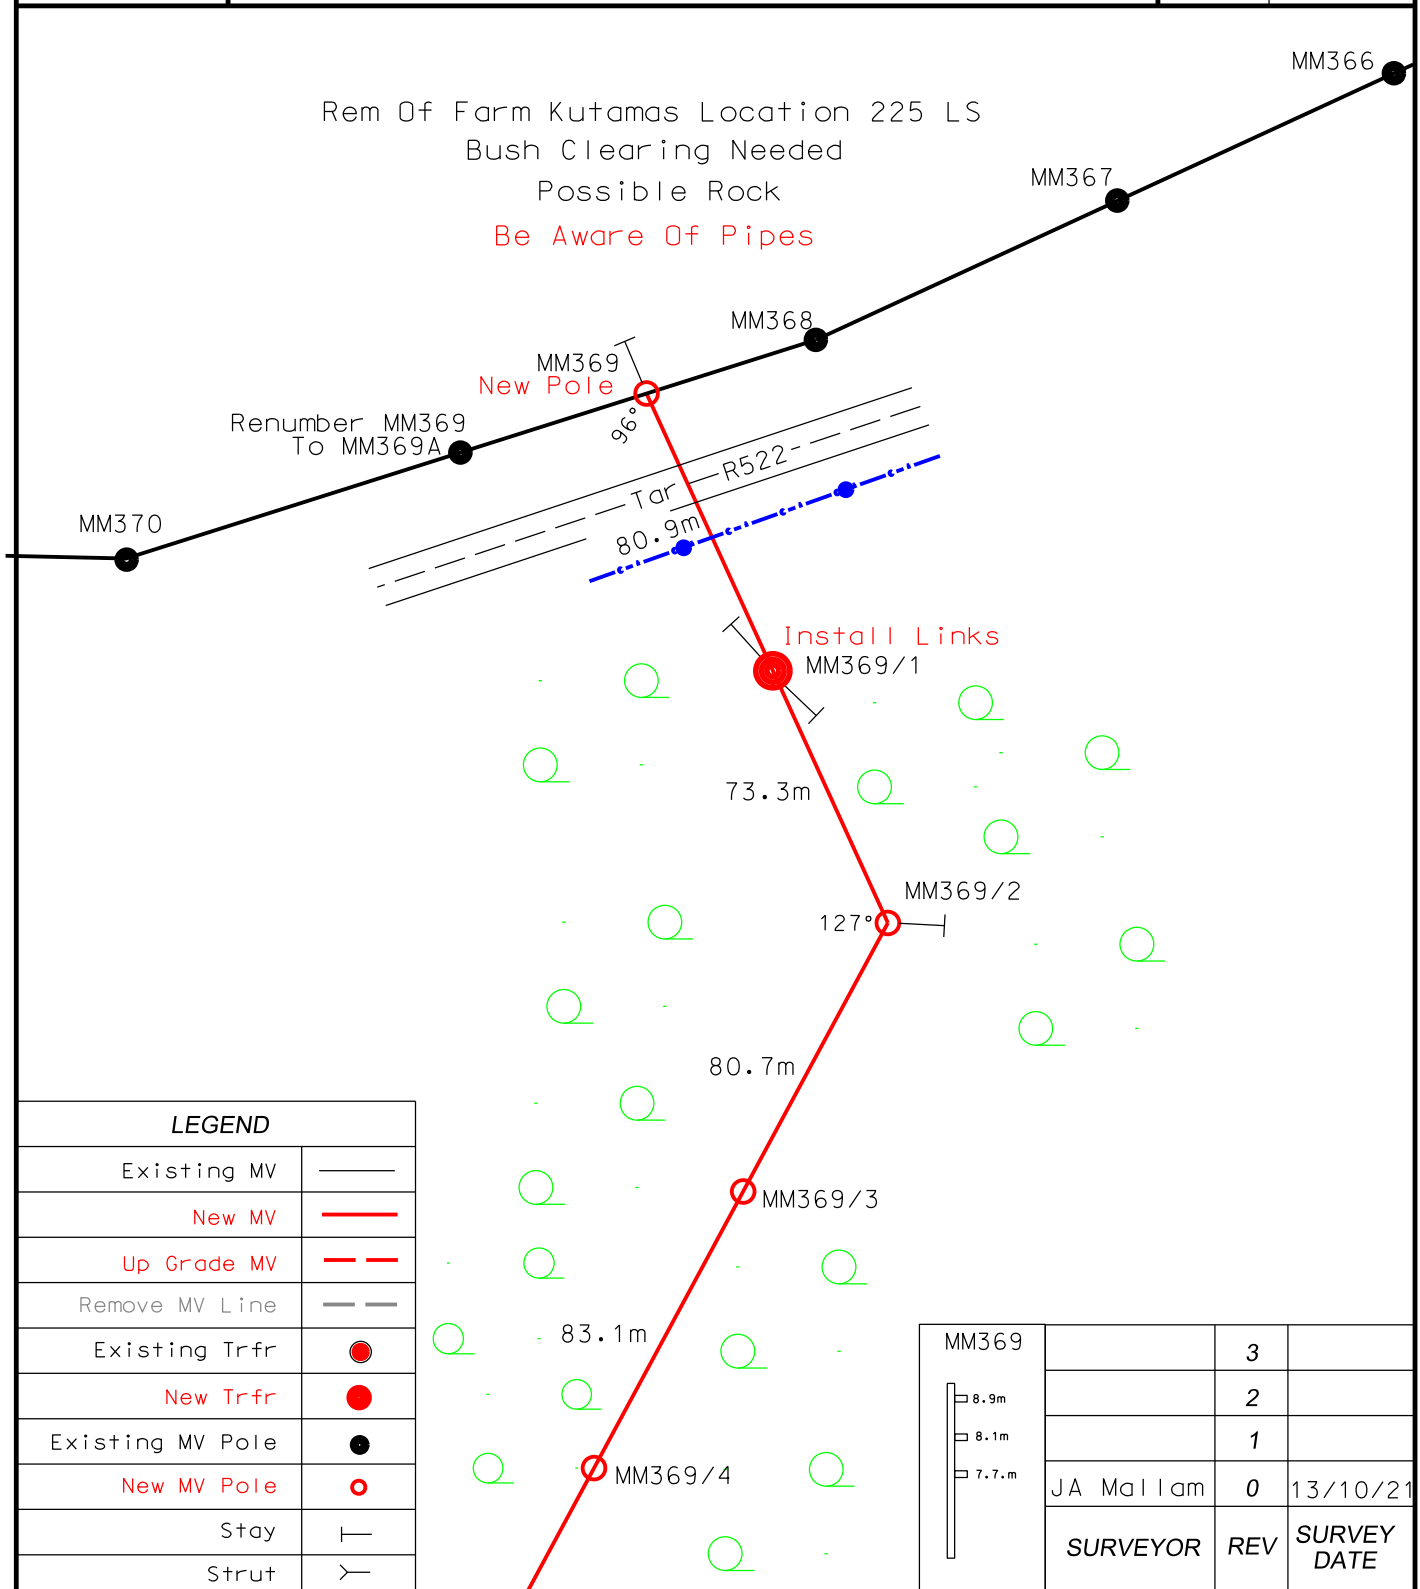 MM366
Rem Of Farm Kutamas Location 225 LS
Bush Clearing Needed
Possible Rock
Be Aware Of Pipes
MM367
MM368
MM369
New Pole
96°
Renumber MM369
To MM369A
MM370
Tar
R522
80.9m
Install Links
MM369/1
73.3m
MM369/2
127°
80.7m
MM369/3
83.1m
MM369/4
LEGEND
Existing MV
New MV
Up Grade MV
Remove MV Line
Existing Trfr
New Trfr
Existing MV Pole
New MV Pole
Stay
Strut
MM369
8.9m
8.1m
7.7.m
3
2
1
JA Mallam 0 13/10/21
SURVEYOR REV SURVEY
DATE